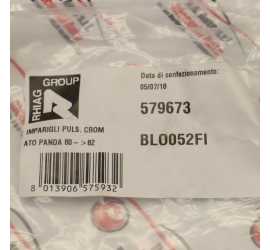 RHIAG
GROUP
Data di confezionamento:
05/07/18
579673
IMPARIGLI PULS. CROM
BLO052FI
ATO PANDA 80 - >82
8 013906 575932